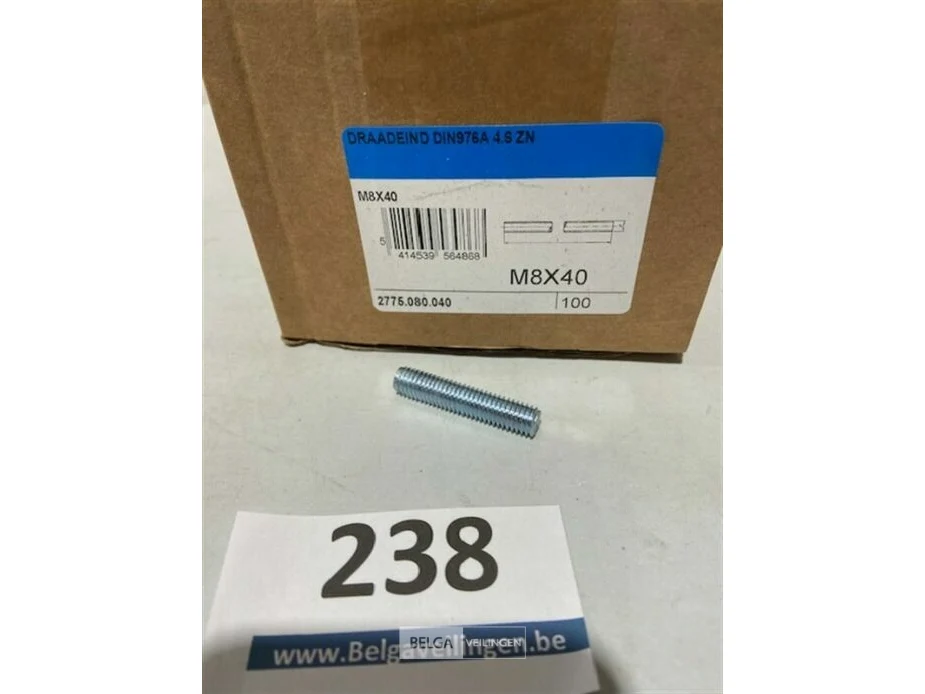 DRAADEIND DIN976A 4.8 ZN
M8X40
5 414539 564868
M8X40
2775.080.040 100
238
www.Belgaveilingen.be
BELGA VEILINGEN